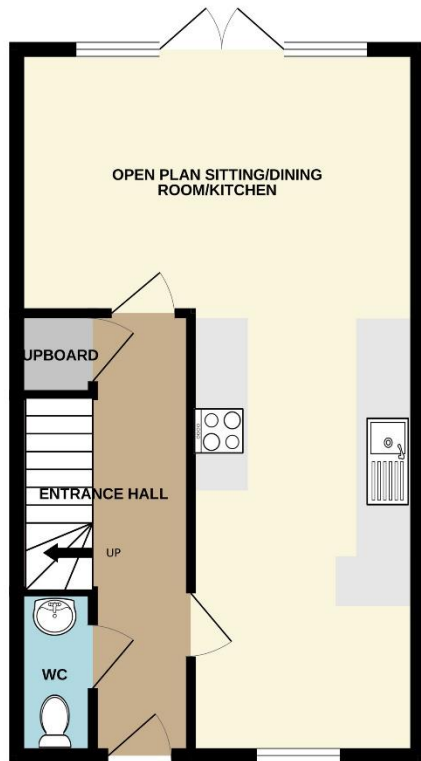 OPEN PLAN SITTING/DINING
ROOM/KITCHEN
UPBOARD
ENTRANCE HALL
UP
WC